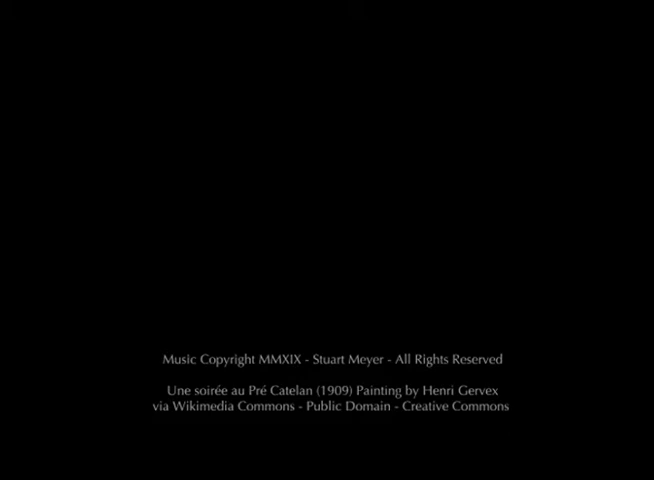 Music Copyright MMXIX - Stuart Meyer - All Rights Reserved
Une soirée au Pré Catelan (1909) Painting by Henri Gervex
via Wikimedia Commons - Public Domain - Creative Commons